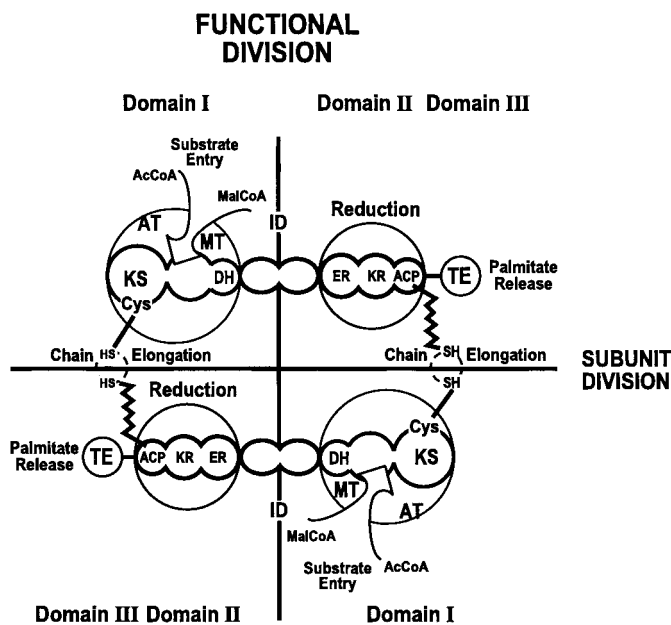 FUNCTIONAL
DIVISION
Domain I
Domain II Domain III
Substrate
Entry
AcCoA
MalCoA
ID
Reduction
AT
MT
KS
DH
ER
KR
ACP
TE
Palmitate
Release
Cys
Chain
HS
Elongation
Chain
SH
Elongation
SUBUNIT
DIVISION
HS
SH
Reduction
Cys
Palmitate
Release
TE
ACP
KR
ER
DH
KS
MT
AT
ID
MalCoA
Substrate
Entry
AcCoA
Domain III Domain II
Domain I